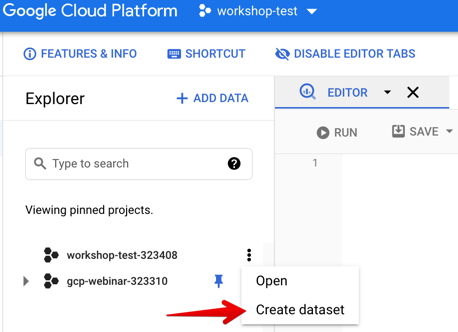 Google Cloud Platform workshop-test
FEATURES & INFO SHORTCUT DISABLE EDITOR TABS
Explorer + ADD DATA
EDITOR
RUN SAVE
Type to search ?
1
Viewing pinned projects.
workshop-test-323408
gcp-webinar-323310
Open
Create dataset